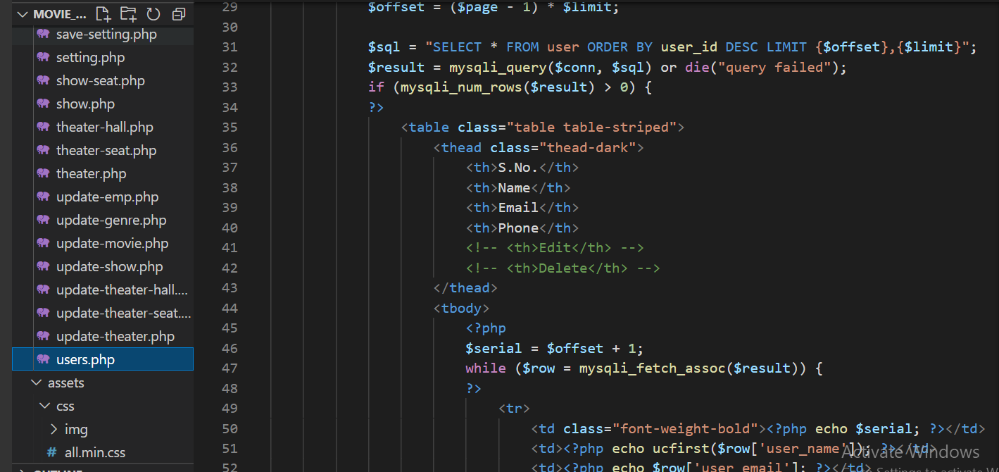 MOVIE_...
save-setting.php
setting.php
show-seat.php
show.php
theater-hall.php
theater-seat.php
theater.php
update-emp.php
update-genre.php
update-movie.php
update-show.php
update-theater-hall....
update-theater-seat....
update-theater.php
users.php
assets
css
img
# all.min.css
OUTLINE
29 $offset = ($page - 1) * $limit;
30
31 $sql = "SELECT * FROM user ORDER BY user_id DESC LIMIT {$offset},{$limit}";
32 $result = mysqli_query($conn, $sql) or die("query failed");
33 if (mysqli_num_rows($result) > 0) {
34 ?>
35 <table class="table table-striped">
36 <thead class="thead-dark">
37 <th>S.No.</th>
38 <th>Name</th>
39 <th>Email</th>
40 <th>Phone</th>
41 <!-- <th>Edit</th> -->
42 <!-- <th>Delete</th> -->
43 </thead>
44 <tbody>
45 <?php
46 $serial = $offset + 1;
47 while ($row = mysqli_fetch_assoc($result)) {
48 ?>
49 <tr>
50 <td class="font-weight-bold"><?php echo $serial; ?></td>
51 <td><?php echo ucfirst($row['user_name']); ?></td>
52 <td><?php echo $row['user_email']; ?></td>
Activate Windows
Settings to activate